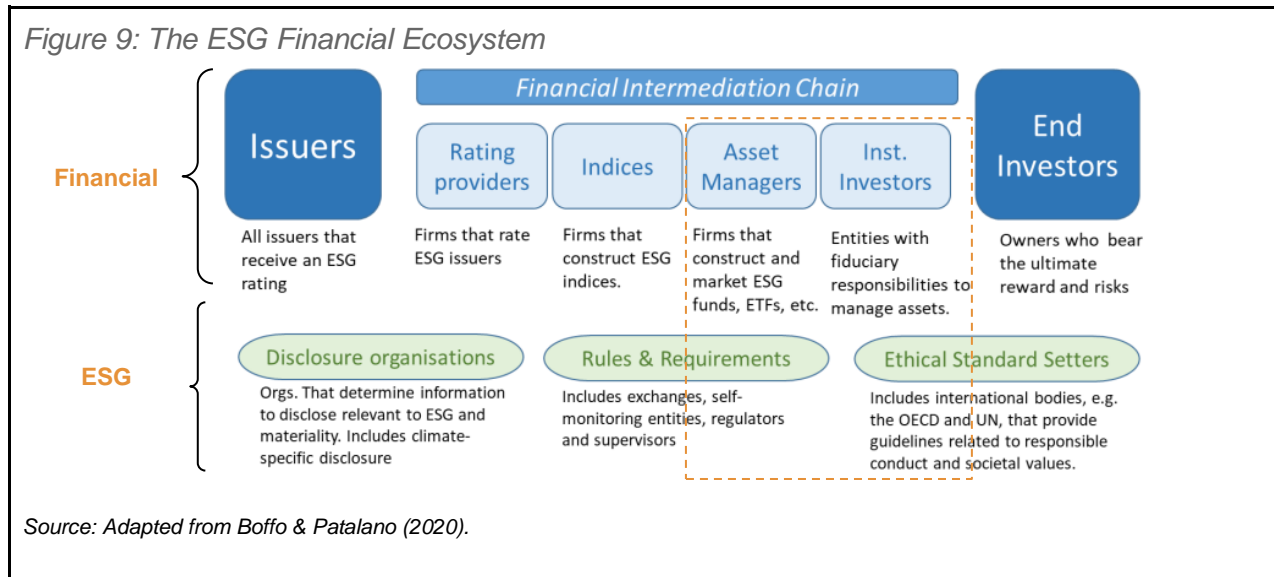 Figure 9: The ESG Financial Ecosystem
Financial
Issuers
All issuers that
receive an ESG
rating
Financial Intermediation Chain
Rating
providers
Firms that rate
ESG issuers
Indices
Firms that
construct ESG
indices.
Asset
Managers
Firms that
construct and
market ESG
funds, ETFs, etc.
Inst.
Investors
Entities with
fiduciary
responsibilities to
manage assets.
End
Investors
Owners who bear
the ultimate
reward and risks
ESG
Disclosure organisations
Orgs. That determine information
to disclose relevant to ESG and
materiality. Includes climate-
specific disclosure
Rules & Requirements
Includes exchanges, self-
monitoring entities, regulators
and supervisors
Ethical Standard Setters
Includes international bodies, e.g.
the OECD and UN, that provide
guidelines related to responsible
conduct and societal values.
Source: Adapted from Boffo & Patalano (2020).